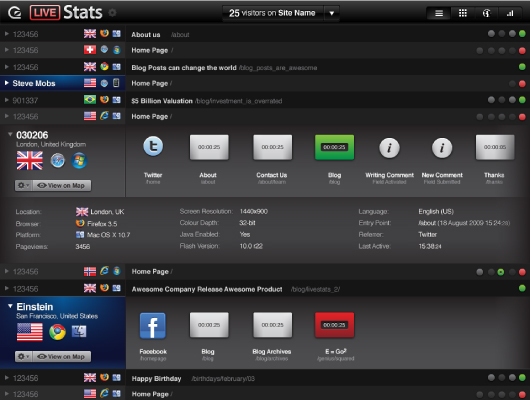 LIVE Stats
25 visitors on Site Name
123456 About us /about
123456 Home Page /
123456 Blog Posts can change the world /blog_posts_are_awesome
Steve Mobs Home Page /
901337 $5 Billion Valuation /blog/investment_is_overrated
123456 Home Page /
030206
London, United Kingdom
View on Map
00:00:25 00:00:25 00:00:25 00:00:05
Twitter About Contact Us Blog Writing Comment New Comment Thanks
/home /about /about/team /blog Field Activated Field Submitted /thanks
Location: London, UK Screen Resolution: 1440x900 Language: English (US)
Browser: Firefox 3.5 Colour Depth: 32-bit Entry Point: /about (18 August 2009 15:24:25)
Platform: Mac OS X 10.7 Java Enabled: Yes Referrer: Twitter
Pageviews: 3456 Flash Version: 10.0 r22 Last Active: 15:38:24
123456 Home Page /
123456 Awesome Company Release Awesome Product /blog/livestats_2/
Einstein
San Francisco, United States
View on Map
00:00:25 00:00:25 00:00:25
Facebook Blog Blog Archives E = Go²
/homepage /blog /blog/archives /genius/squared
123456 Happy Birthday /birthdays/february/03
123456 Home Page /